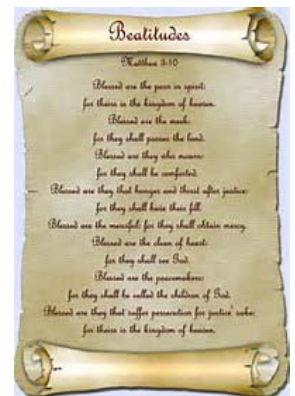 Beatitudes
Matthew 3-10
Blessed are the poor in spirit:
for theirs is the kingdom of heaven.
Blessed are the meek:
for they shall possess the land.
Blessed are they who mourn:
for they shall be comforted.
Blessed are they that hunger and thirst after justice:
for they shall have their fill.
Blessed are the merciful: for they shall obtain mercy.
Blessed are the clean of heart:
for they shall see God.
Blessed are the peacemakers:
for they shall be called the children of God.
Blessed are they that suffer persecution for justice' sake:
for theirs is the kingdom of heaven.